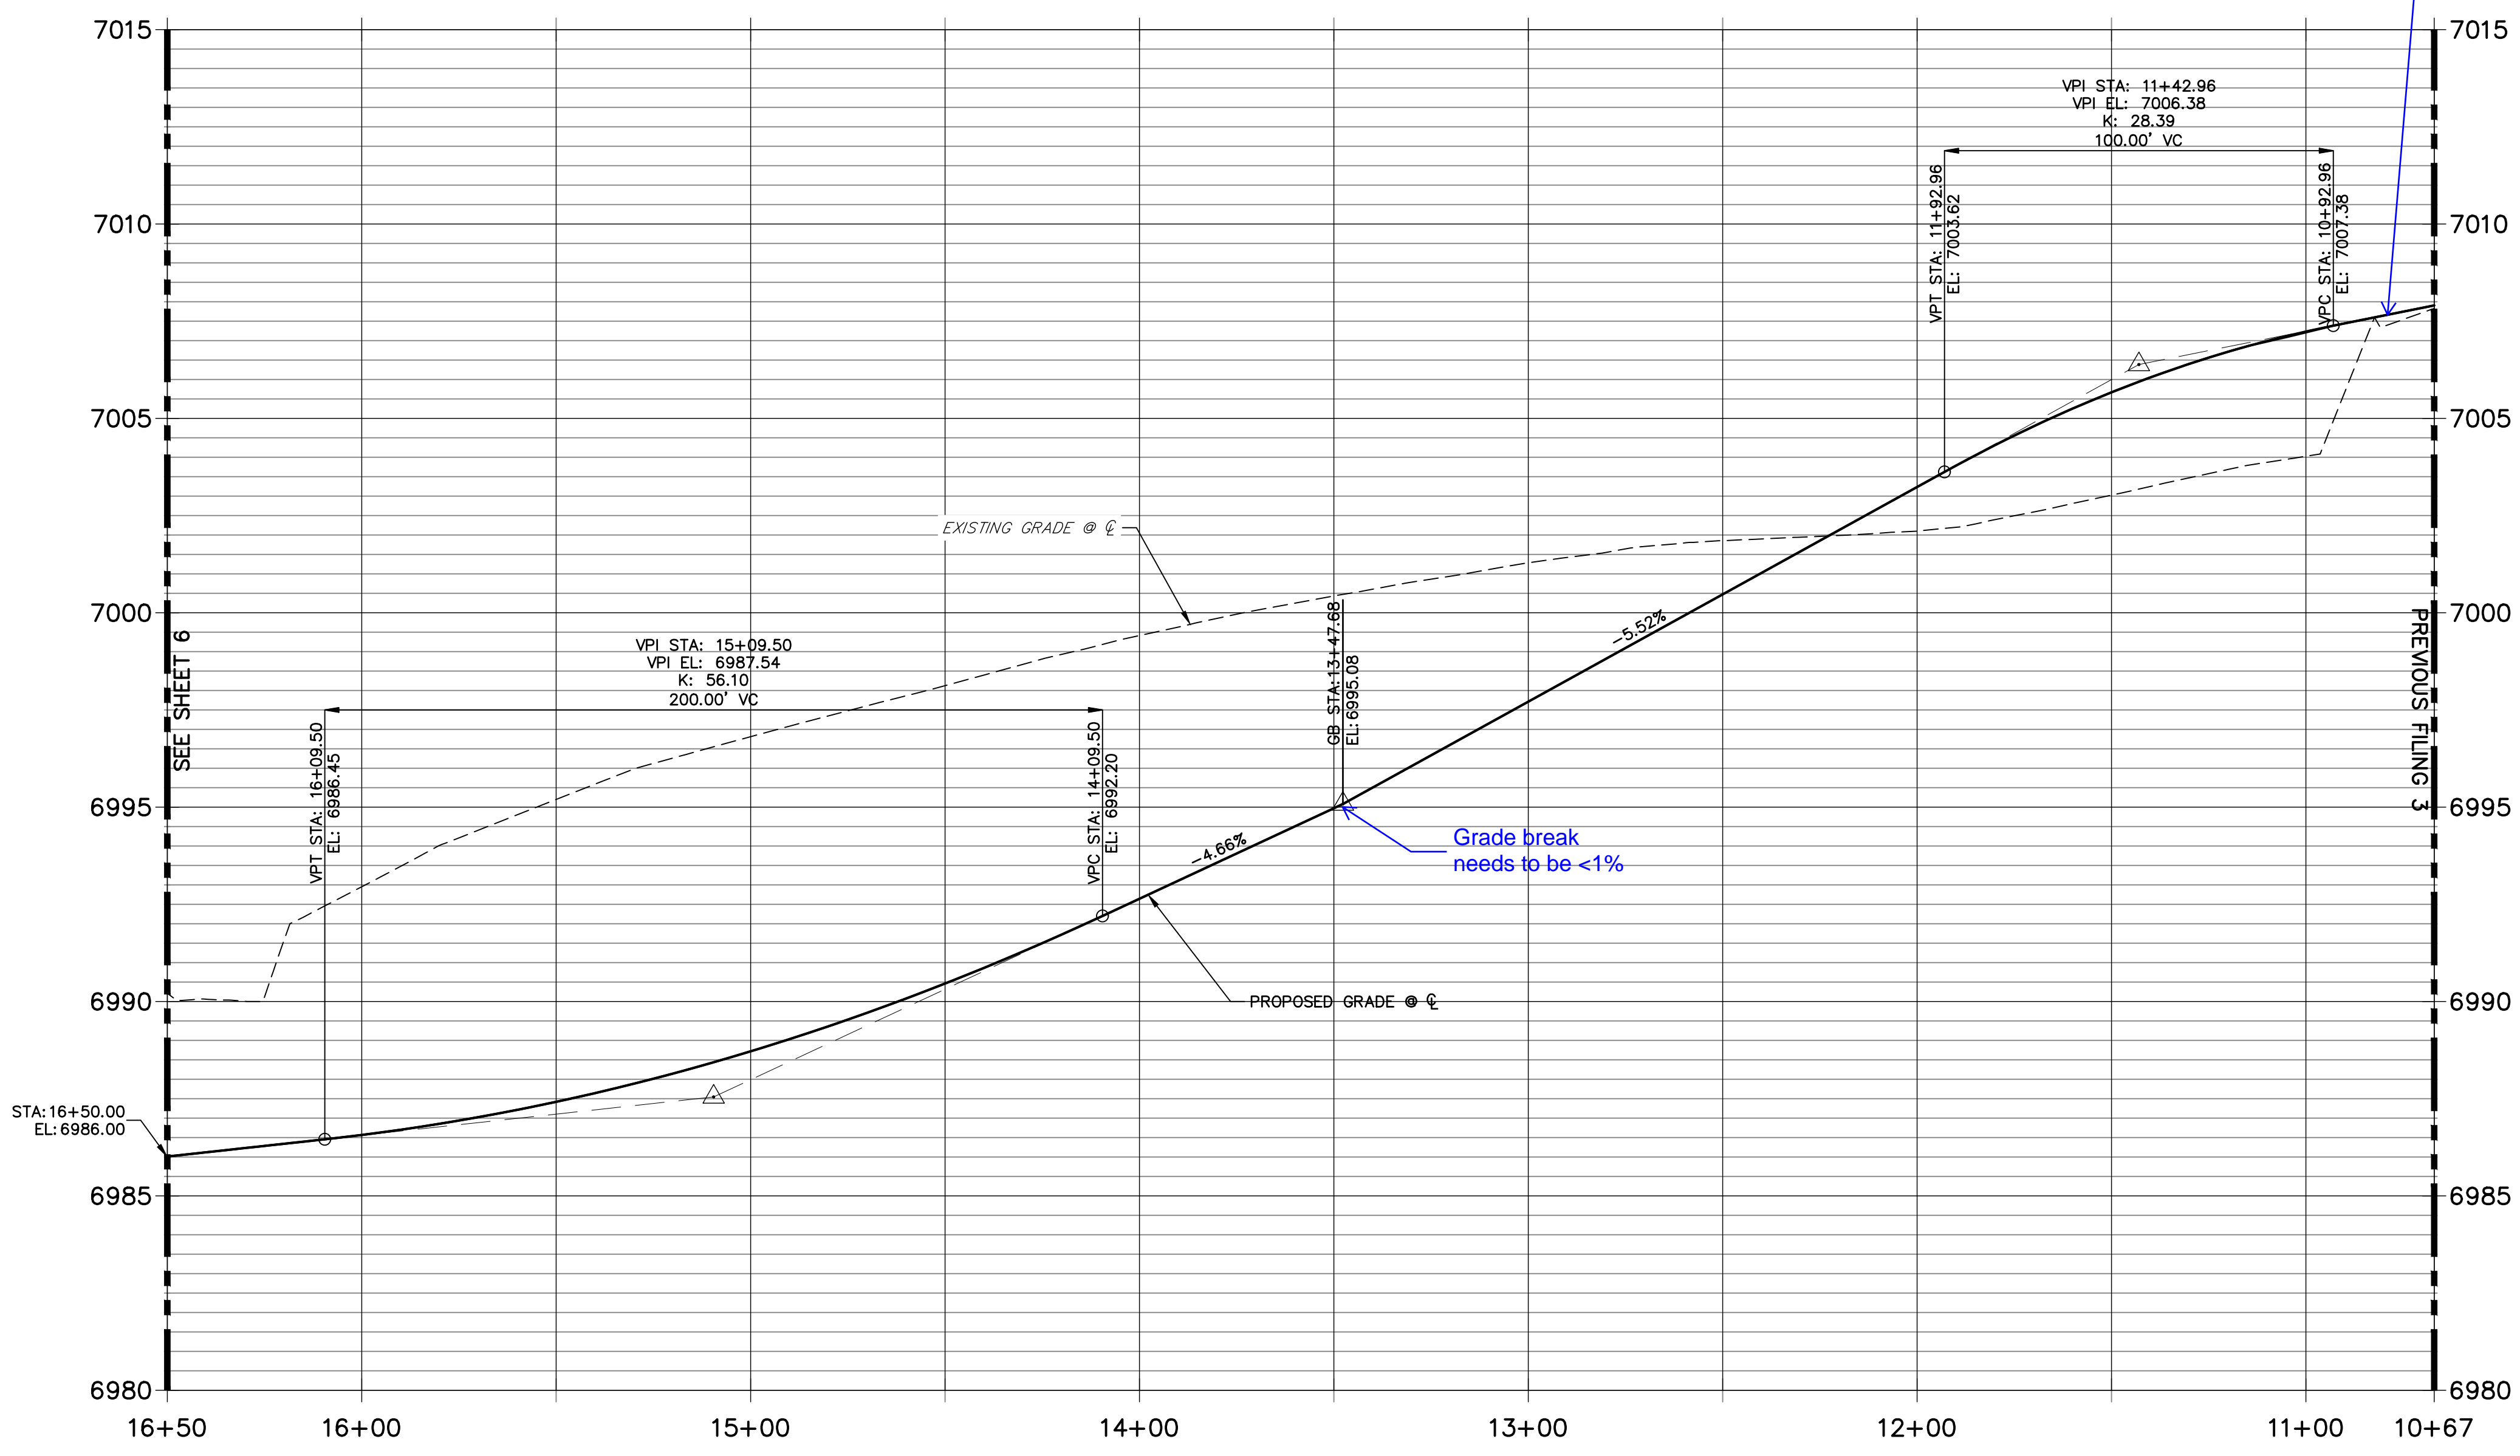 7015
7015
VPI STA: 11+42.96
VPI EL: 7006.38
K: 28.39
100.00' VC
VPT STA: 11+92.96
EL: 7003.62
VPC STA: 10+92.96
EL: 7007.38
7010
7010
7005
7005
EXISTING GRADE @ ℄
7000
7000
SEE SHEET 6
PREVIOUS FILING 3
VPI STA: 15+09.50
VPI EL: 6987.54
K: 56.10
200.00' VC
VPT STA: 16+09.50
EL: 6986.45
VPC STA: 14+09.50
EL: 6992.20
GB STA:13+47.68
EL:6995.08
-5.52%
6995
6995
-4.66%
Grade break
needs to be <1%
6990
PROPOSED GRADE @ ℄
6990
STA:16+50.00
EL:6986.00
6985
6985
6980
6980
16+50
16+00
15+00
14+00
13+00
12+00
11+00
10+67